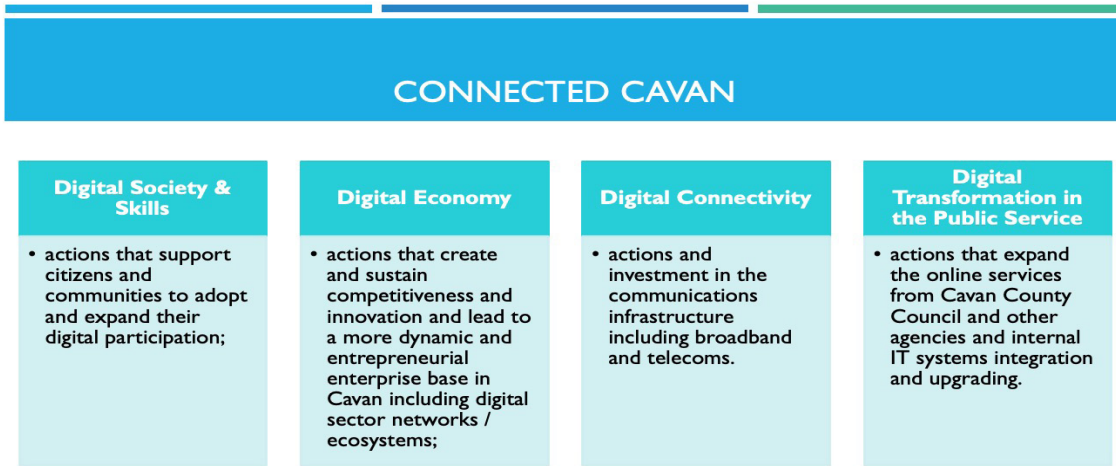 CONNECTED CAVAN
Digital Society &
Skills
• actions that support
citizens and
communities to adopt
and expand their
digital participation;
Digital Economy
• actions that create
and sustain
competitiveness and
innovation and lead to
a more dynamic and
entrepreneurial
enterprise base in
Cavan including digital
sector networks /
ecosystems;
Digital Connectivity
• actions and
investment in the
communications
infrastructure
including broadband
and telecoms.
Digital
Transformation in
the Public Service
• actions that expand
the online services
from Cavan County
Council and other
agencies and internal
IT systems integration
and upgrading.